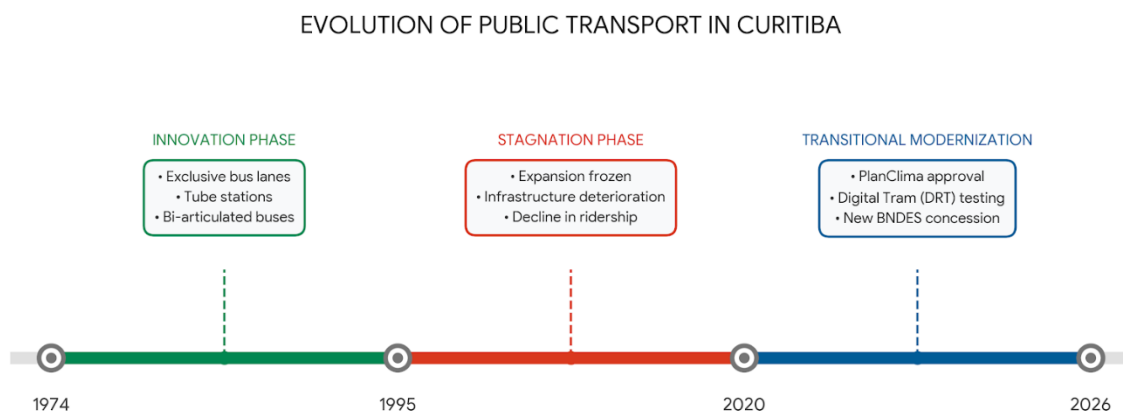 EVOLUTION OF PUBLIC TRANSPORT IN CURITIBA
INNOVATION PHASE
• Exclusive bus lanes
• Tube stations
• Bi-articulated buses
STAGNATION PHASE
• Expansion frozen
• Infrastructure deterioration
• Decline in ridership
TRANSITIONAL MODERNIZATION
• PlanClima approval
• Digital Tram (DRT) testing
• New BNDES concession
1974
1995
2020
2026